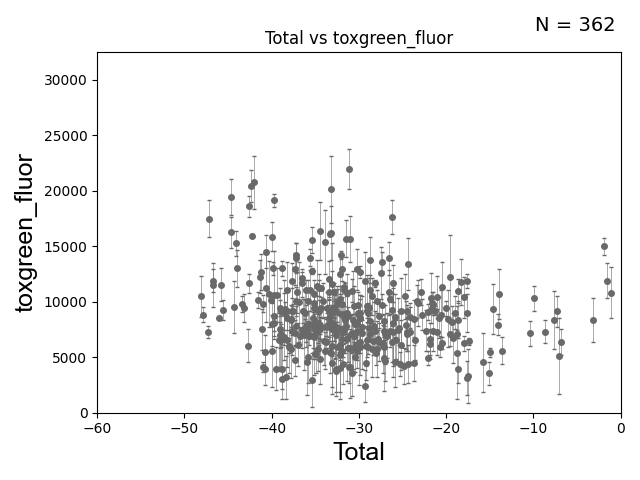 N = 362
Total vs toxgreen_fluor
toxgreen_fluor
30000
25000
20000
15000
10000
5000
0
−60 −50 −40 −30 −20 −10 0
Total